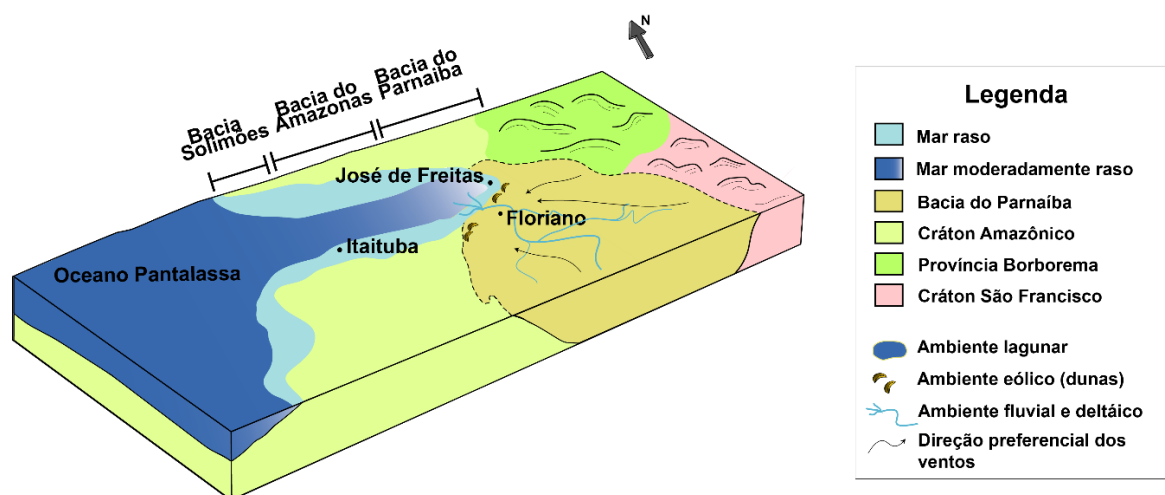 N
Bacia
Solimões
Bacia do
Amazonas
Bacia do
Parnaiba
José de Freitas
Floriano
Itaituba
Oceano Pantalassa
Legenda
Mar raso
Mar moderadamente raso
Bacia do Parnaíba
Cráton Amazônico
Província Borborema
Cráton São Francisco
Ambiente lagunar
Ambiente eólico (dunas)
Ambiente fluvial e deltáico
Direção preferencial dos
ventos